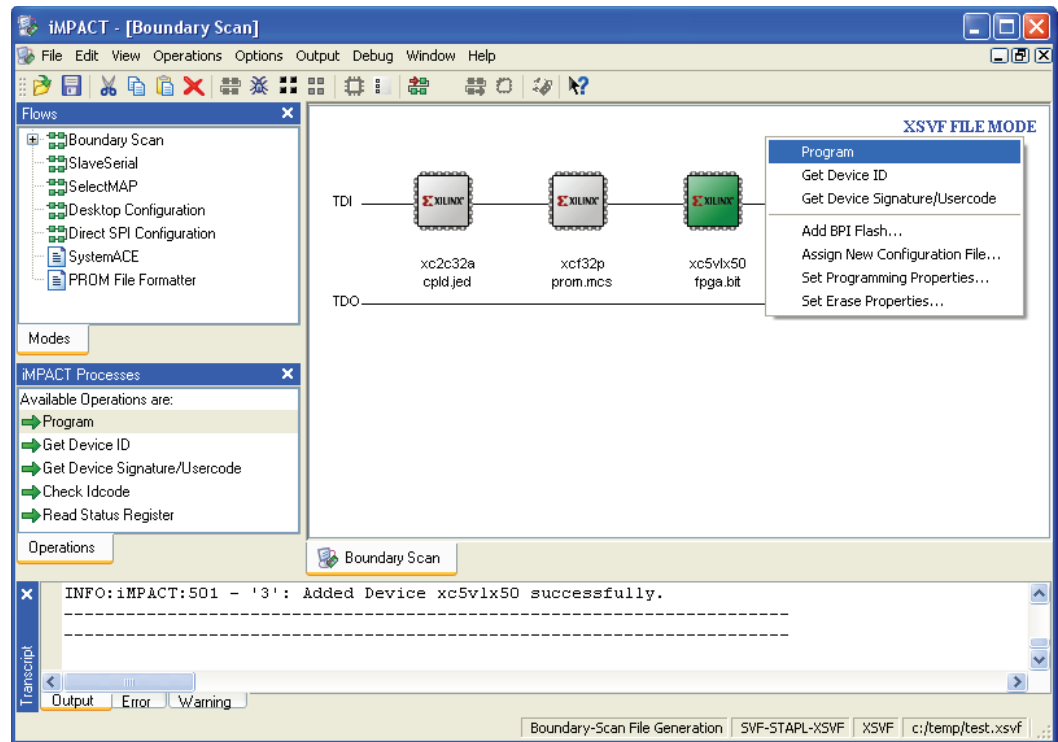 iMPACT - [Boundary Scan]
File Edit View Operations Options Output Debug Window Help
Flows
Boundary Scan
SlaveSerial
SelectMAP
Desktop Configuration
Direct SPI Configuration
SystemACE
PROM File Formatter
Modes
iMPACT Processes
Available Operations are:
Program
Get Device ID
Get Device Signature/Usercode
Check Idcode
Read Status Register
Operations
XSVF FILE MODE
TDI
XILINX XILINX XILINX
xc2c32a xcf32p xc5vlx50
cpld.jed prom.mcs fpga.bit
TDO
Program
Get Device ID
Get Device Signature/Usercode
Add BPI Flash...
Assign New Configuration File...
Set Programming Properties...
Set Erase Properties...
Boundary Scan
Transcript
INFO:iMPACT:501 - '3': Added Device xc5vlx50 successfully.
----------------------------------------------------------------------
----------------------------------------------------------------------
Output Error Warning
Boundary-Scan File Generation SVF-STAPL-XSVF XSVF c:/temp/test.xsvf